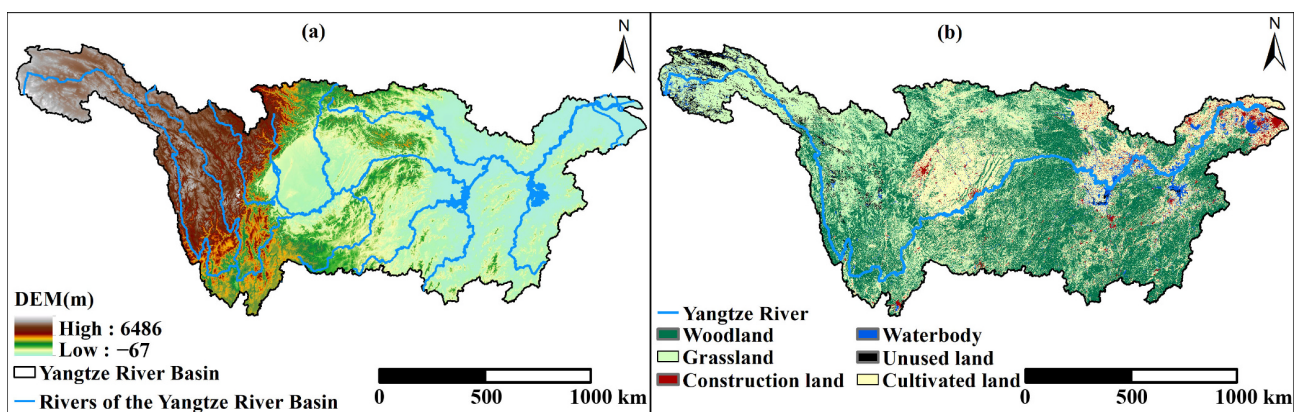 (a)
N
DEM(m)
High : 6486
Low : −67
Yangtze River Basin
Rivers of the Yangtze River Basin
0 500 1000 km
(b)
N
Yangtze River
Woodland
Waterbody
Grassland
Unused land
Construction land
Cultivated land
0 500 1000 km